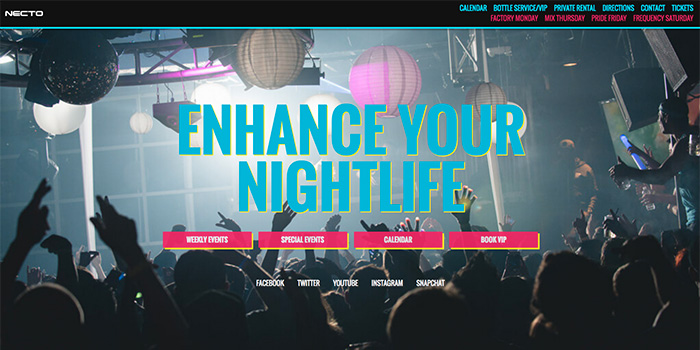 NECTO
CALENDAR BOTTLE SERVICE/VIP PRIVATE RENTAL DIRECTIONS CONTACT TICKETS
FACTORY MONDAY MIX THURSDAY PRIDE FRIDAY FREQUENCY SATURDAY
ENHANCE YOUR
NIGHTLIFE
WEEKLY EVENTS SPECIAL EVENTS CALENDAR BOOK VIP
FACEBOOK TWITTER YOUTUBE INSTAGRAM SNAPCHAT